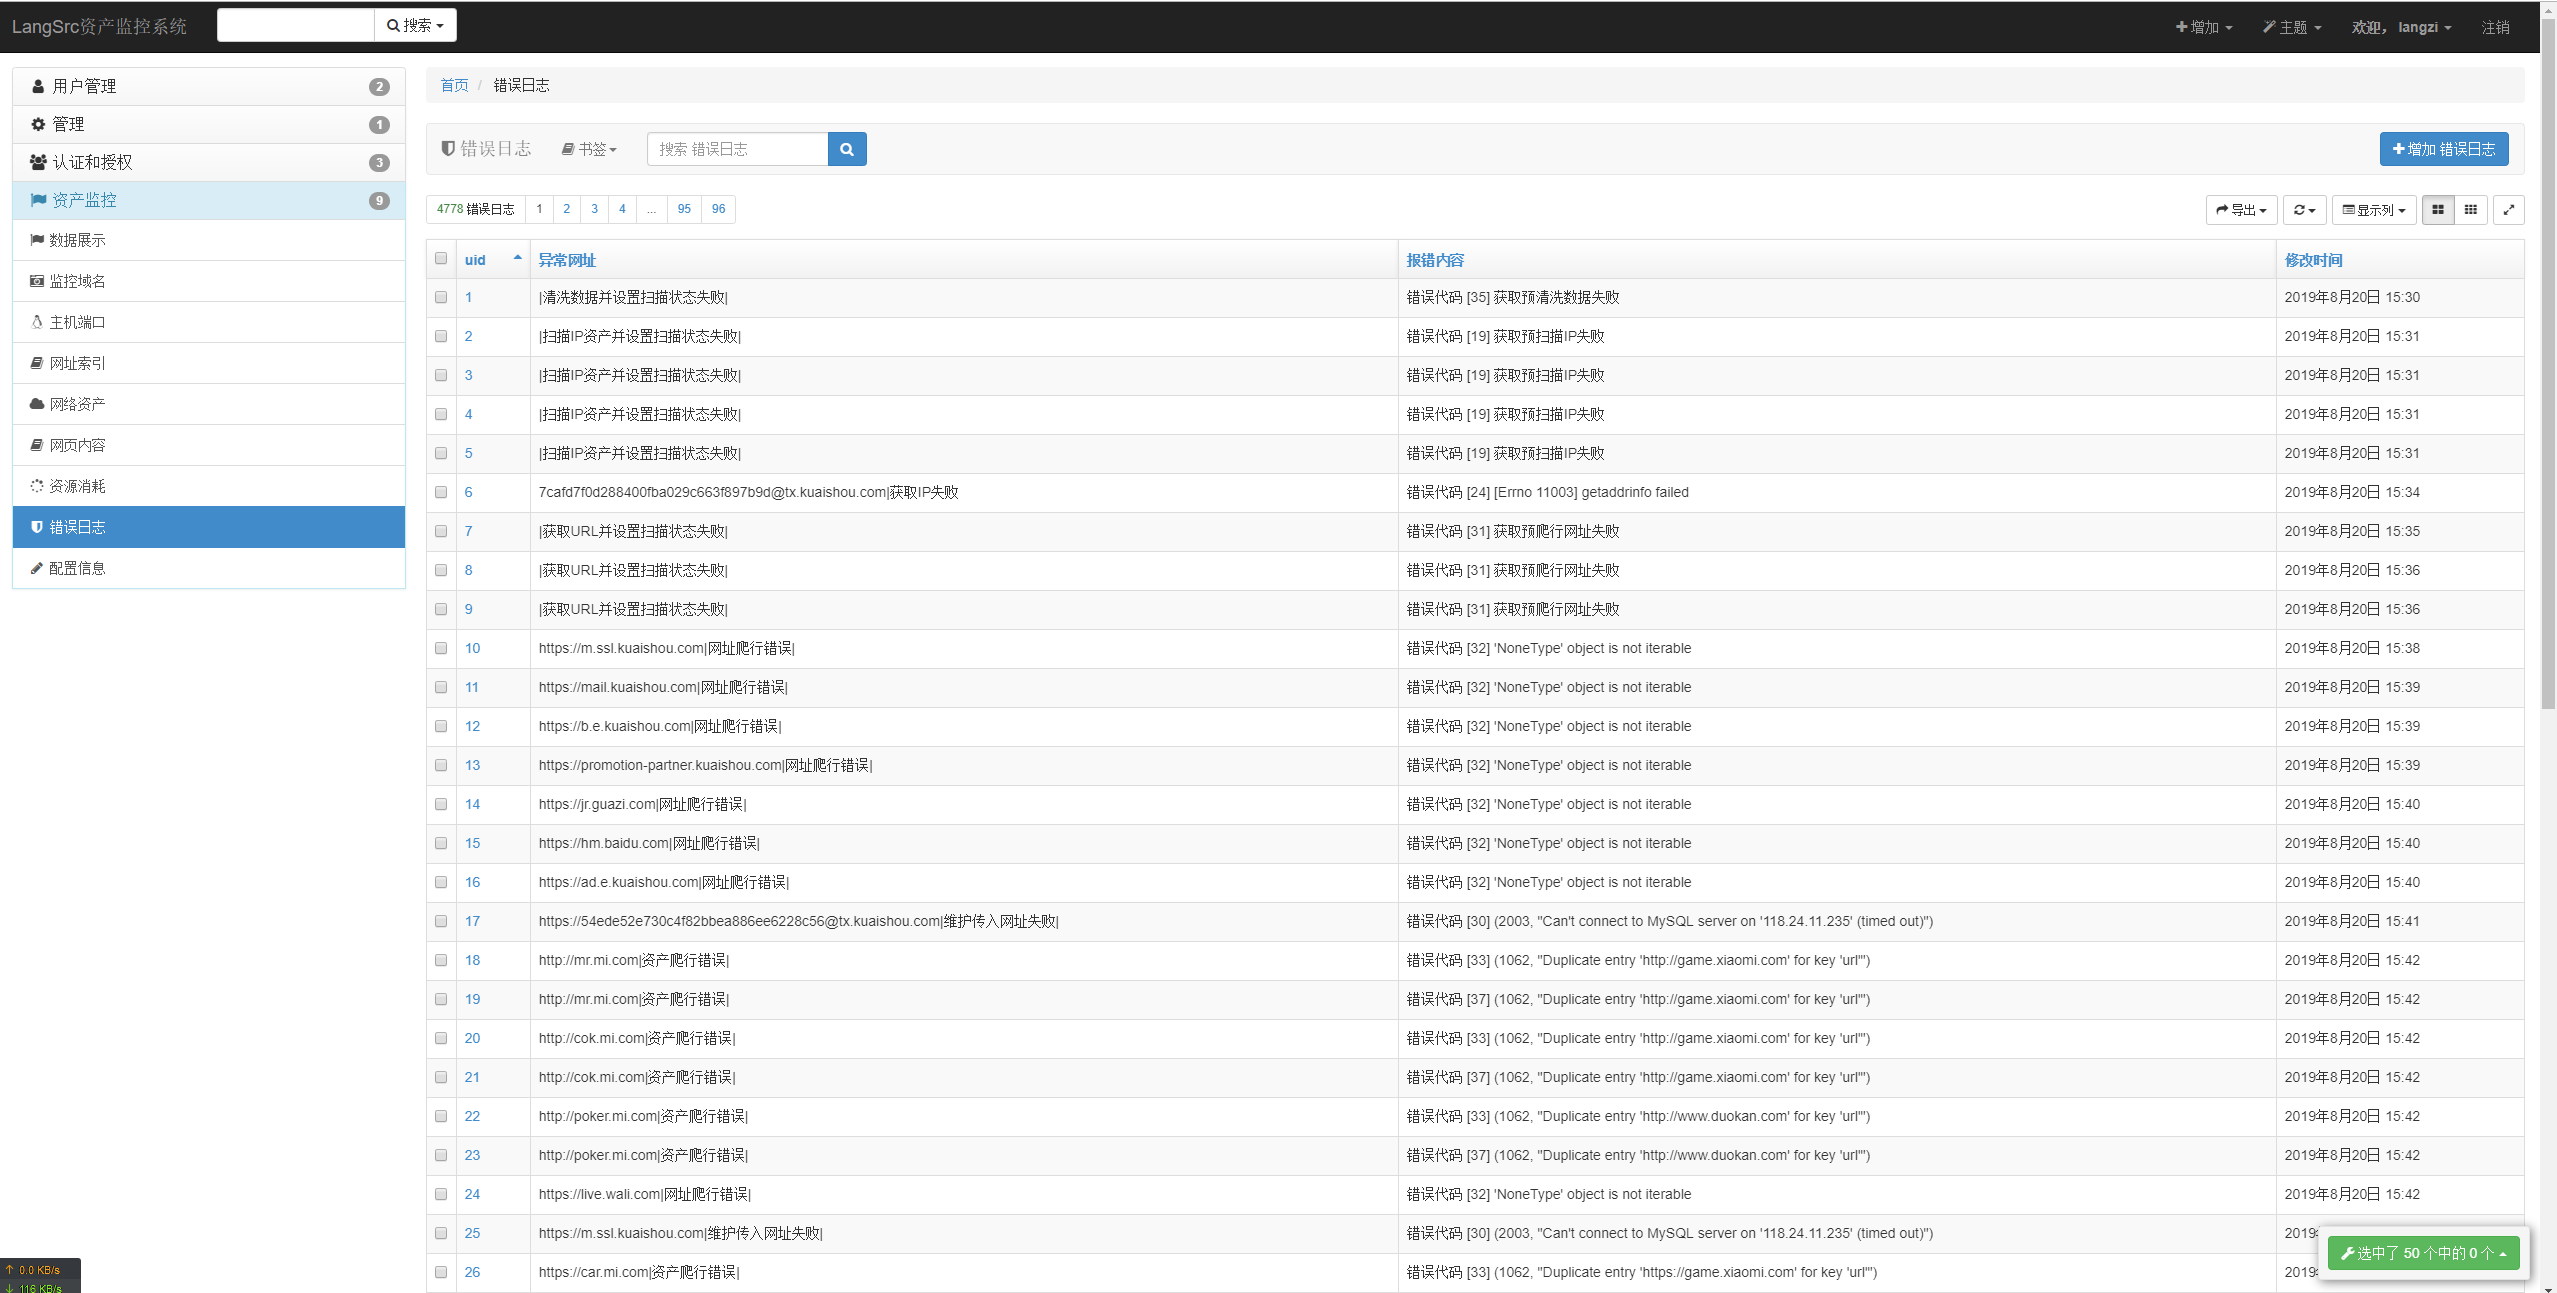 LangSrc资产监控系统 搜索 增加 主题 欢迎， langzi 注销
用户管理 2
管理 1
认证和授权 3
资产监控 9
数据展示
监控域名
主机端口
网址索引
网络资产
网页内容
资源消耗
错误日志
配置信息
首页 / 错误日志
错误日志 书签 搜索 错误日志 增加 错误日志
4778 错误日志 1 2 3 4 ... 95 96 导出 显示列
uid 异常网址 报错内容 修改时间
1 |清洗数据并设置扫描状态失败| 错误代码 [35] 获取预清洗数据失败 2019年8月20日 15:30
2 |扫描IP资产并设置扫描状态失败| 错误代码 [19] 获取预扫描IP失败 2019年8月20日 15:31
3 |扫描IP资产并设置扫描状态失败| 错误代码 [19] 获取预扫描IP失败 2019年8月20日 15:31
4 |扫描IP资产并设置扫描状态失败| 错误代码 [19] 获取预扫描IP失败 2019年8月20日 15:31
5 |扫描IP资产并设置扫描状态失败| 错误代码 [19] 获取预扫描IP失败 2019年8月20日 15:31
6 7cafd7f0d288400fba029c663f897b9d@tx.kuaishou.com|获取IP失败 错误代码 [24] [Errno 11003] getaddrinfo failed 2019年8月20日 15:34
7 |获取URL并设置扫描状态失败| 错误代码 [31] 获取预爬行网址失败 2019年8月20日 15:35
8 |获取URL并设置扫描状态失败| 错误代码 [31] 获取预爬行网址失败 2019年8月20日 15:36
9 |获取URL并设置扫描状态失败| 错误代码 [31] 获取预爬行网址失败 2019年8月20日 15:36
10 https://m.ssl.kuaishou.com|网址爬行错误| 错误代码 [32] 'NoneType' object is not iterable 2019年8月20日 15:38
11 https://mail.kuaishou.com|网址爬行错误| 错误代码 [32] 'NoneType' object is not iterable 2019年8月20日 15:39
12 https://b.e.kuaishou.com|网址爬行错误| 错误代码 [32] 'NoneType' object is not iterable 2019年8月20日 15:39
13 https://promotion-partner.kuaishou.com|网址爬行错误| 错误代码 [32] 'NoneType' object is not iterable 2019年8月20日 15:39
14 https://jr.guazi.com|网址爬行错误| 错误代码 [32] 'NoneType' object is not iterable 2019年8月20日 15:40
15 https://hm.baidu.com|网址爬行错误| 错误代码 [32] 'NoneType' object is not iterable 2019年8月20日 15:40
16 https://ad.e.kuaishou.com|网址爬行错误| 错误代码 [32] 'NoneType' object is not iterable 2019年8月20日 15:40
17 https://54ede52e730c4f82bbea886ee6228c56@tx.kuaishou.com|维护传入网址失败| 错误代码 [30] (2003, "Can't connect to MySQL server on '118.24.11.235' (timed out)") 2019年8月20日 15:41
18 http://mr.mi.com|资产爬行错误| 错误代码 [33] (1062, "Duplicate entry 'http://game.xiaomi.com' for key 'url'") 2019年8月20日 15:42
19 http://mr.mi.com|资产爬行错误| 错误代码 [37] (1062, "Duplicate entry 'http://game.xiaomi.com' for key 'url'") 2019年8月20日 15:42
20 http://cok.mi.com|资产爬行错误| 错误代码 [33] (1062, "Duplicate entry 'http://game.xiaomi.com' for key 'url'") 2019年8月20日 15:42
21 http://cok.mi.com|资产爬行错误| 错误代码 [37] (1062, "Duplicate entry 'http://game.xiaomi.com' for key 'url'") 2019年8月20日 15:42
22 http://poker.mi.com|资产爬行错误| 错误代码 [33] (1062, "Duplicate entry 'http://www.duokan.com' for key 'url'") 2019年8月20日 15:42
23 http://poker.mi.com|资产爬行错误| 错误代码 [37] (1062, "Duplicate entry 'http://www.duokan.com' for key 'url'") 2019年8月20日 15:42
24 https://live.wali.com|网址爬行错误| 错误代码 [32] 'NoneType' object is not iterable 2019年8月20日 15:42
25 https://m.ssl.kuaishou.com|维护传入网址失败| 错误代码 [30] (2003, "Can't connect to MySQL server on '118.24.11.235' (timed out)") 2019
26 https://car.mi.com|资产爬行错误| 错误代码 [33] (1062, "Duplicate entry 'https://game.xiaomi.com' for key 'url'") 2019
选中了 50 个中的 0 个
↑ 0.0 KB/s
↓ 116 KB/s